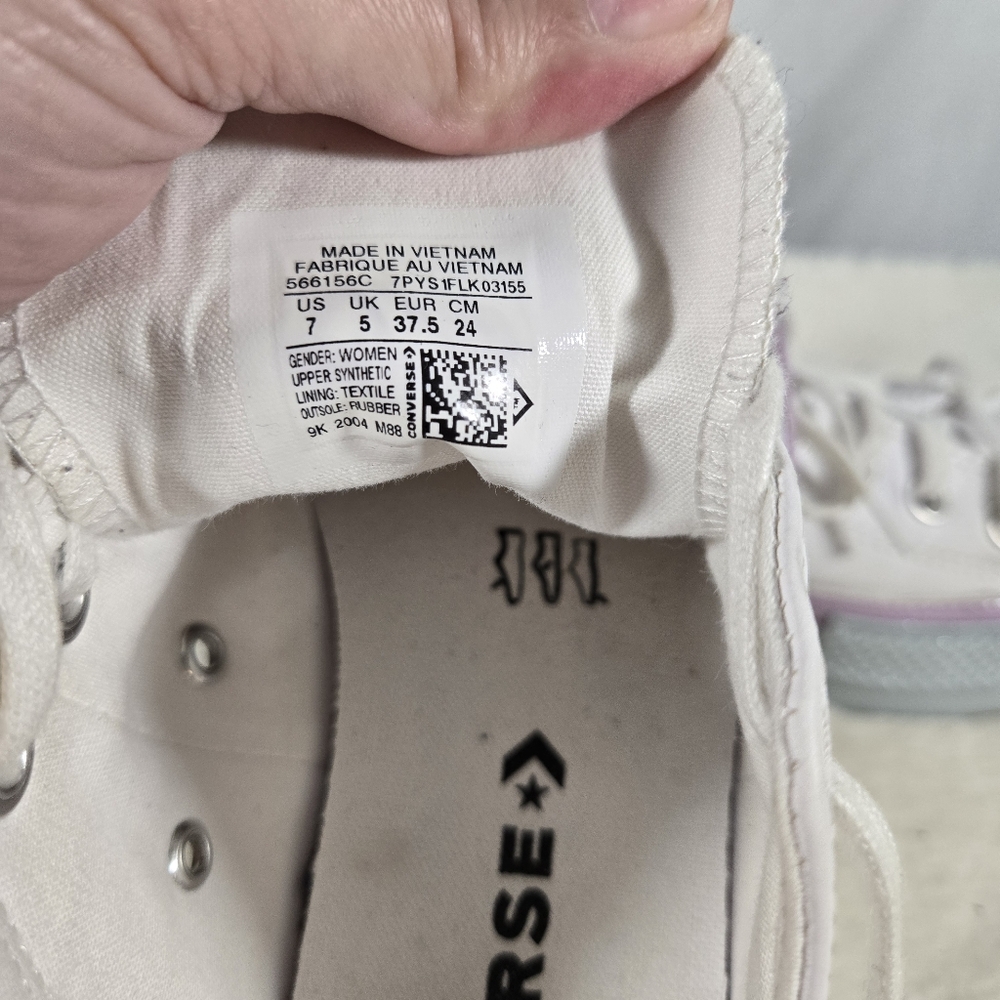 MADE IN VIETNAM
FABRIQUE AU VIETNAM
566156C 7PYS1FLK03155
US UK EUR CM
7 5 37.5 24
GENDER: WOMEN
UPPER SYNTHETIC
LINING: TEXTILE
OUTSOLE: RUBBER
9K 2004 M88
CONVERSE
™
RSE